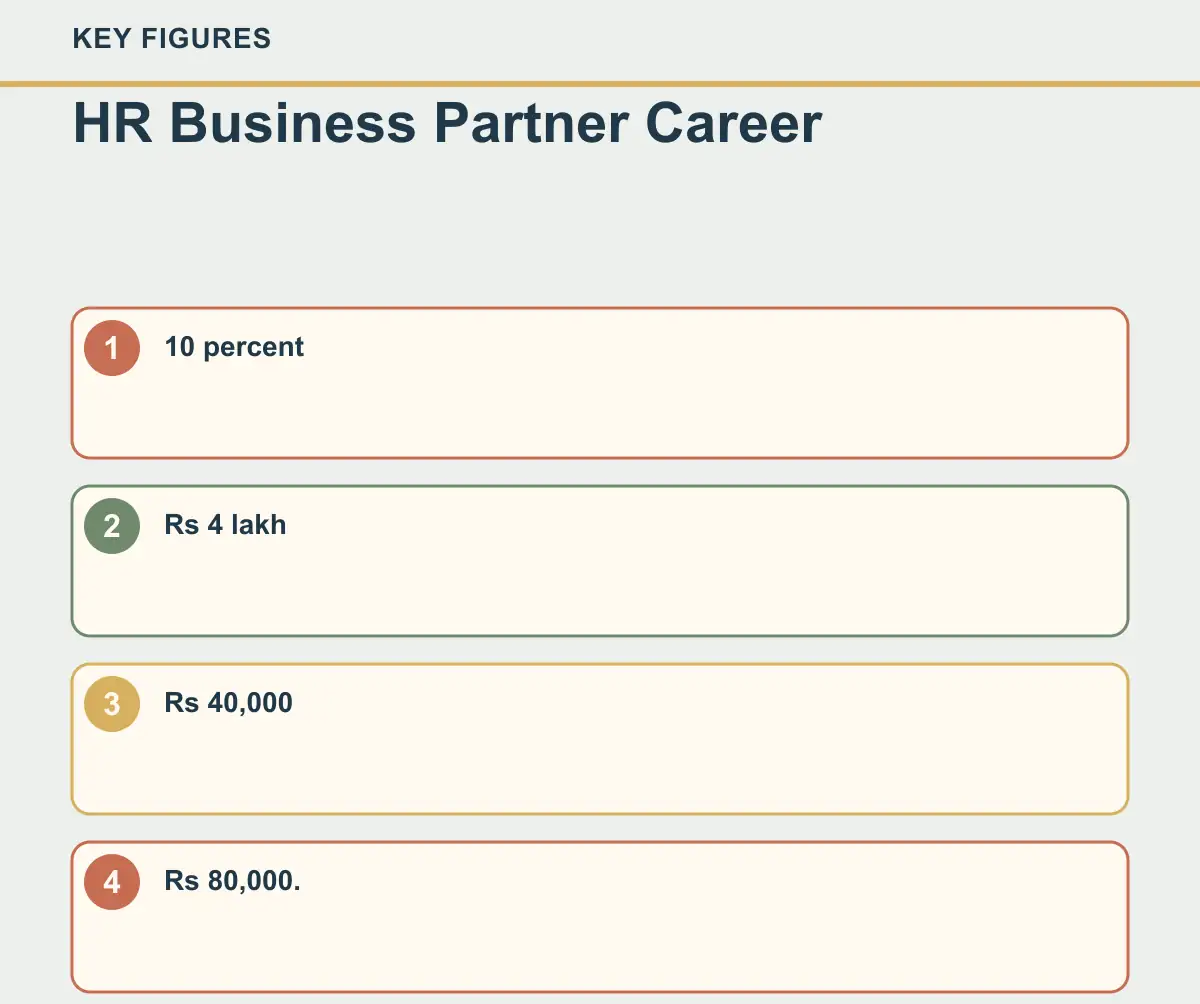 KEY FIGURES
HR Business Partner Career
1 10 percent
2 Rs 4 lakh
3 Rs 40,000
4 Rs 80,000.